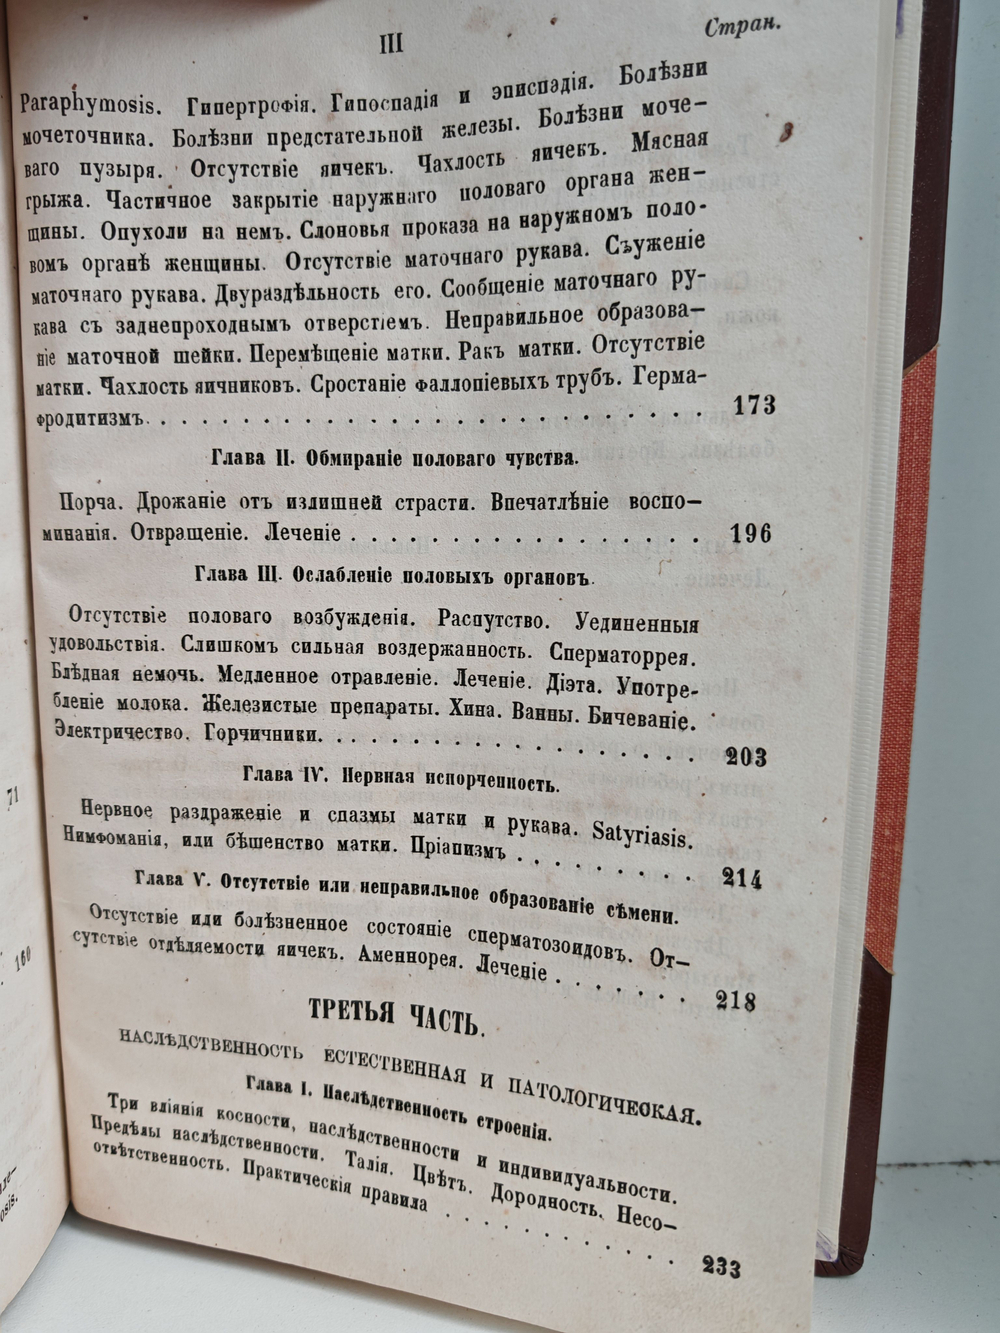 III
Стран.
Paraphymosis. Гипертрофія. Гипоспадія и эписпэдія. Болѣзни
мочеточника. Болѣзни предстательной железы. Болѣзни моче–
ваго пузыря. Отсутствіе яичекъ. Чахлость яичекъ. Мясная
грыжа. Частичное закрытіе наружнаго половаго органа жен–
щины. Опухоли на немъ. Слоновья проказа на наружномъ поло-
вомъ органѣ женщины. Отсутствіе маточнаго рукава. Съуженіе
маточнаго рукава. Двураздѣльность его. Сообщеніе маточнаго ру-
кава съ заднепроходнымъ отверстіемъ. Неправильное образова–
ніе маточной шейки. Перемѣщеніе матки. Ракъ матки. Отсутствіе
матки. Чахлость яичниковъ. Сростаніе фаллопіевыхъ трубъ. Герма-
фродитизмъ. . . . . . . . . . . . . . . . . . . . . 173
Глава II. Обмираніе половаго чувства.
Порча. Дрожаніе отъ излишней страсти. Впечатлѣніе воспо–
минанія. Отвращеніе. Леченіе . . . . . . . . . . . . . . . . 196
Глава III. Ослабленіе половыхъ органовъ.
Отсутствіе половаго возбужденія. Распутство. Уединенныя
удовольствія. Слишкомъ сильная воздержанность. Сперматоррея.
Блѣдная немочь. Медленное отравленіе. Леченіе. Діэта. Употре-
бленіе молока. Железистые препараты. Хина. Ванны. Бичеваніе.
Электричество. Горчичники. . . . . . . . . . . . . . . . 203
Глава IV. Нервная испорченность.
Нервное раздраженіе и спазмы матки и рукава. Satyriasis.
Нимфоманія, или бѣшенство матки. Пріапизмъ . . . . . . . . 214
Глава V. Отсутствіе или неправильное образованіе сѣмени.
Отсутствіе или болѣзненное состояніе сперматозоидовъ. От–
сутствіе отдѣляемости яичекъ. Аменнорея. Леченіе . . . . . . . 218
ТРЕТЬЯ ЧАСТЬ.
НАСЛѢДСТВЕННОСТЬ ЕСТЕСТВЕННАЯ И ПАТОЛОГИЧЕСКАЯ.
Глава I. Наслѣдственность строенія.
Три вліянія косности, наслѣдственности и индивидуальности.
Предѣлы наслѣдственности. Талія. Цвѣтъ. Дородность. Несо–
отвѣтственность. Практическія правила . . . . . . . . . . . 233
71
160